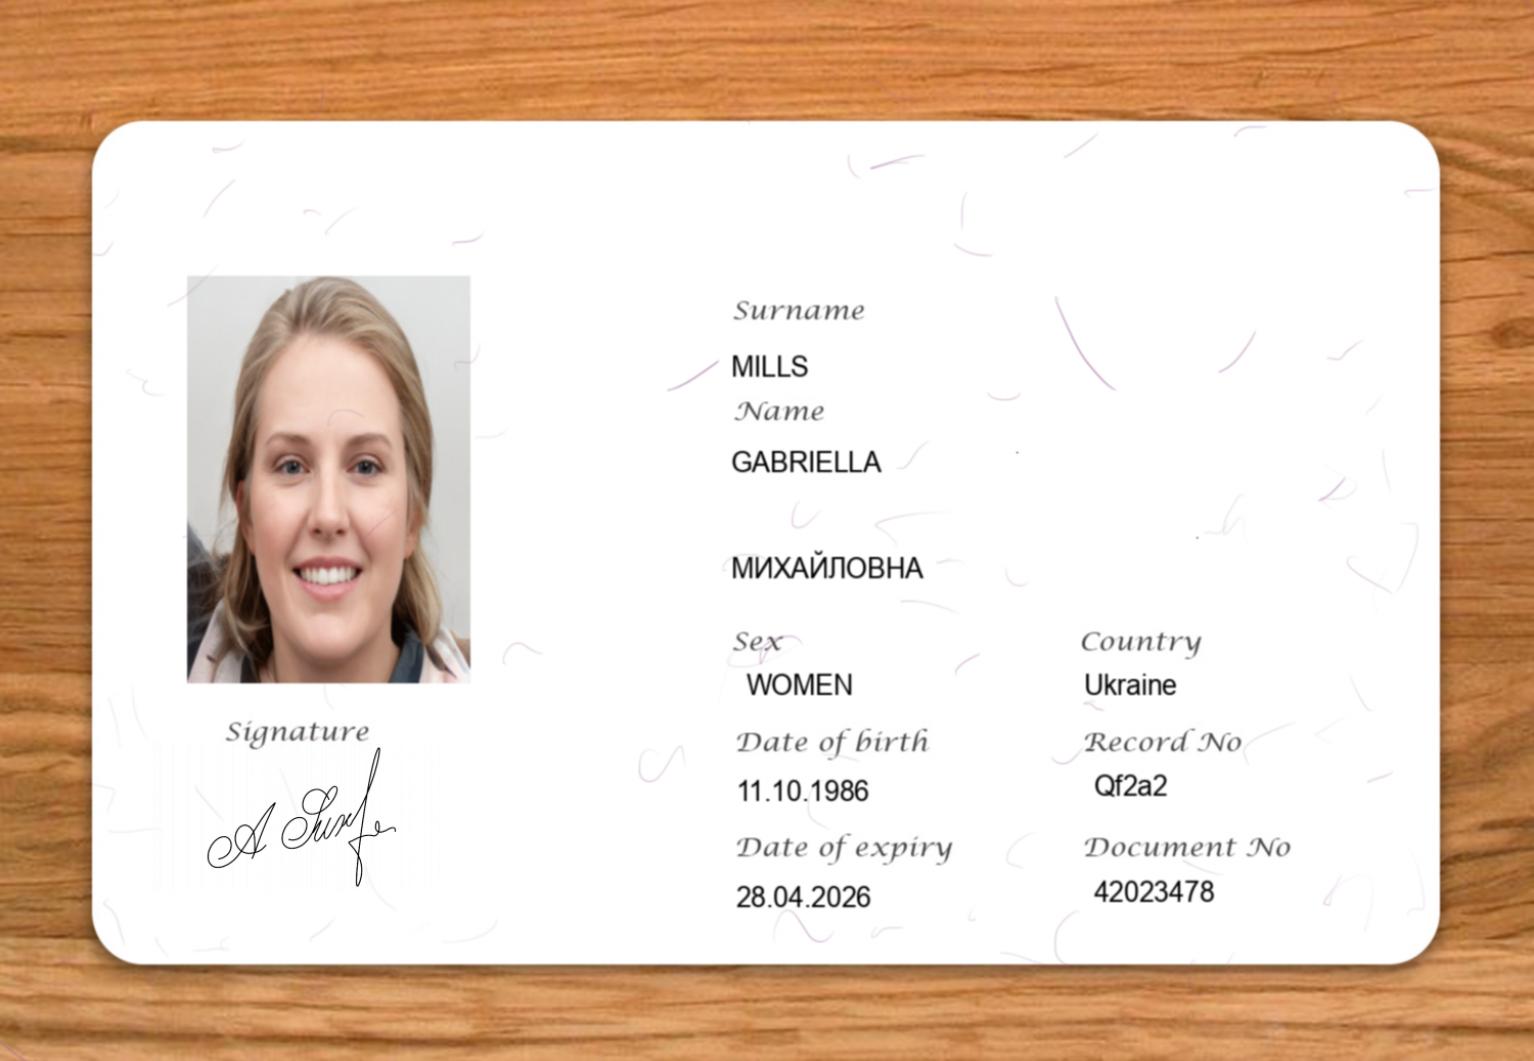 Surname
MILLS
Name
GABRIELLA
МИХАЙЛОВНА
Sex
Country
WOMEN
Ukraine
Date of birth
Record No
11.10.1986
Qf2a2
Date of expiry
Document No
28.04.2026
42023478
Signature